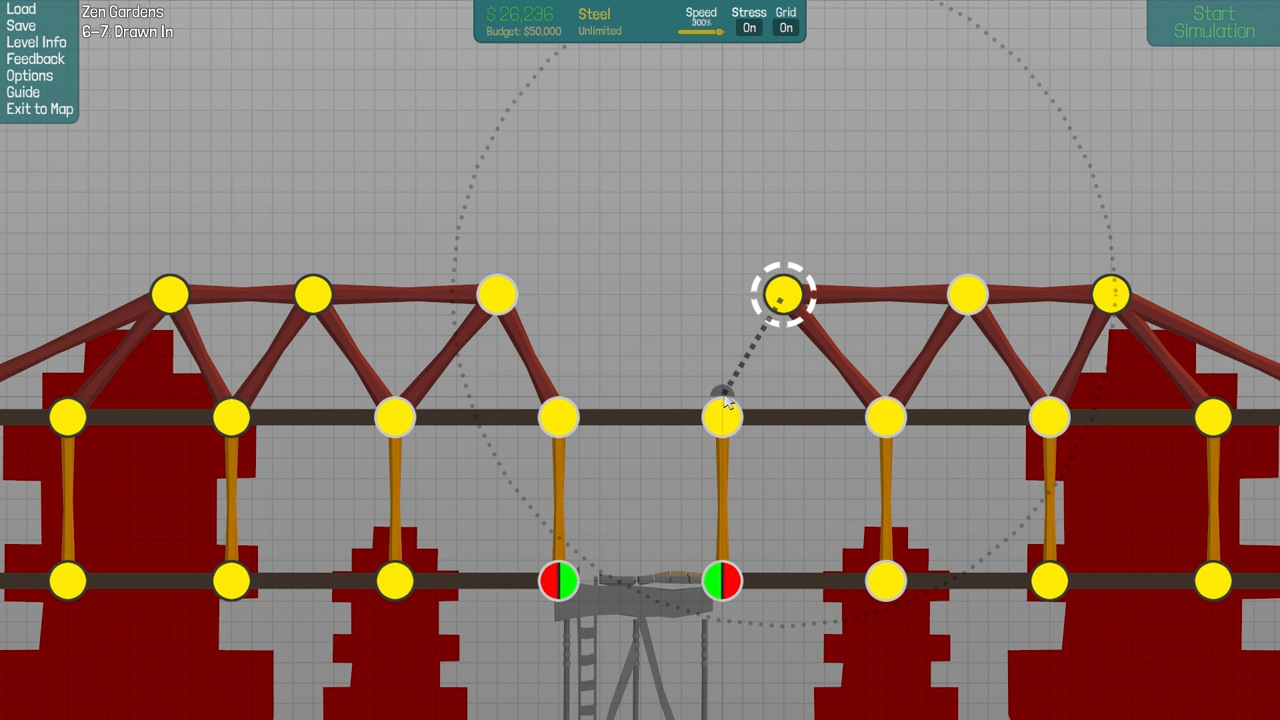 Load
Save
Level Info
Feedback
Options
Guide
Exit to Map
Zen Gardens
6-7: Drawn In
$ 26,236
Budget: $50,000
Steel
Unlimited
Speed
300%
Stress
On
Grid
On
Start
Simulation